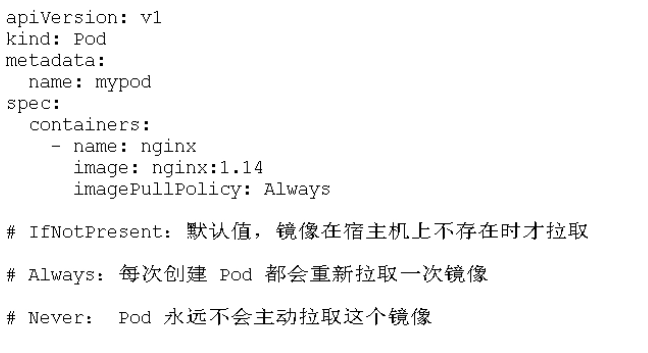 apiVersion: v1
kind: Pod
metadata:
  name: mypod
spec:
  containers:
    - name: nginx
      image: nginx:1.14
      imagePullPolicy: Always
# IfNotPresent: 默认值，镜像在宿主机上不存在时才拉取
# Always: 每次创建 Pod 都会重新拉取一次镜像
# Never： Pod 永远不会主动拉取这个镜像